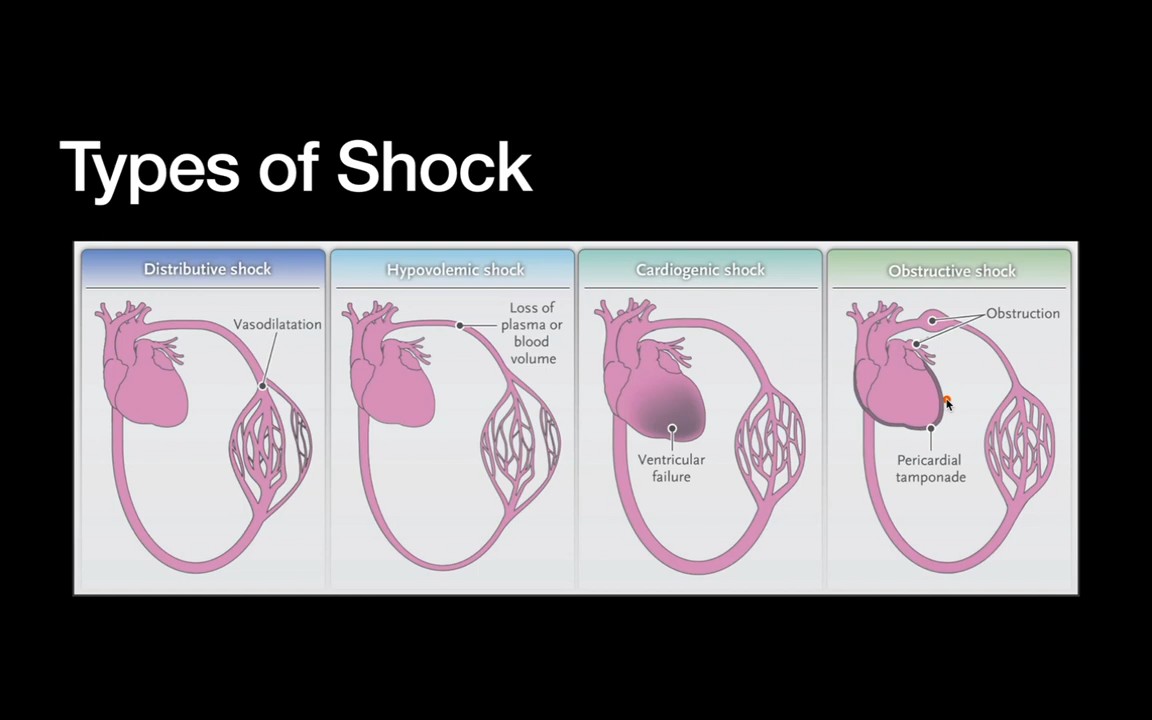 Types of Shock
Distributive shock
Vasodilatation
Hypovolemic shock
Loss of
plasma or
blood
volume
Cardiogenic shock
Ventricular
failure
Obstructive shock
Obstruction
Pericardial
tamponade